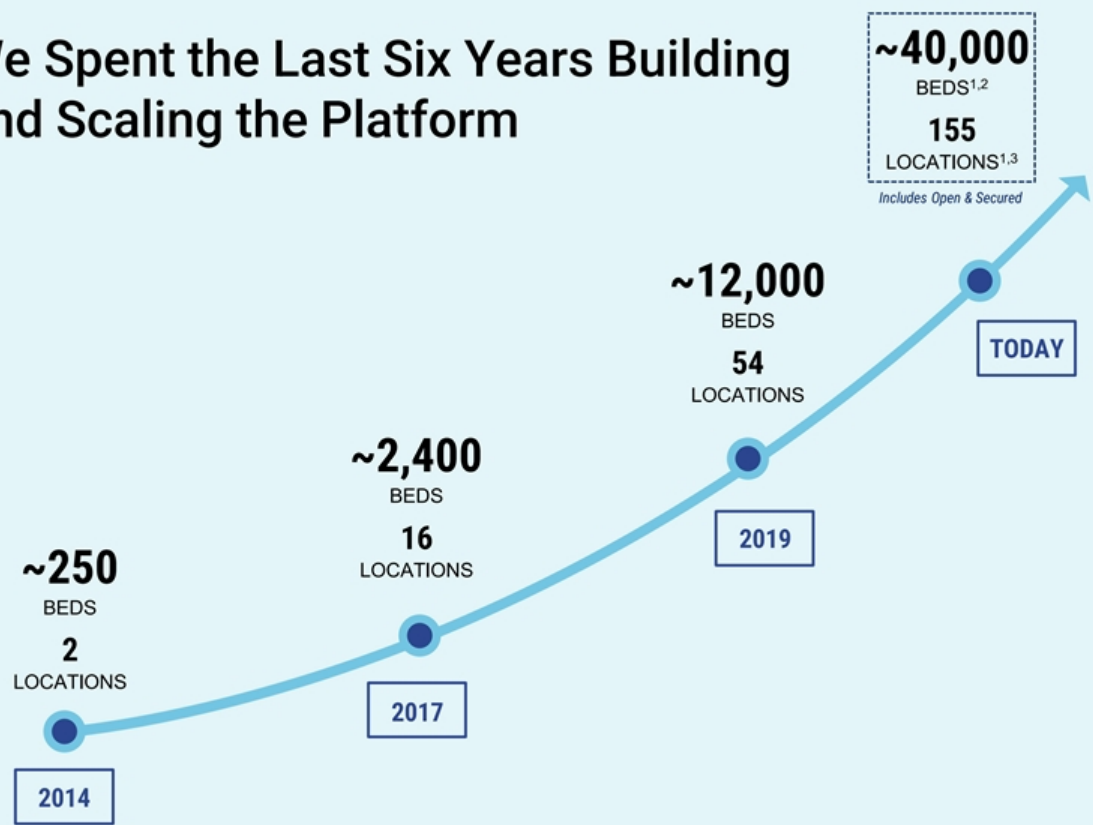 e Spent the Last Six Years Building
nd Scaling the Platform
~40,000
BEDS1,2
155
LOCATIONS1,3
Includes Open & Secured
~12,000
BEDS
54
LOCATIONS
TODAY
~2,400
BEDS
16
LOCATIONS
2019
~250
BEDS
2
LOCATIONS
2017
2014